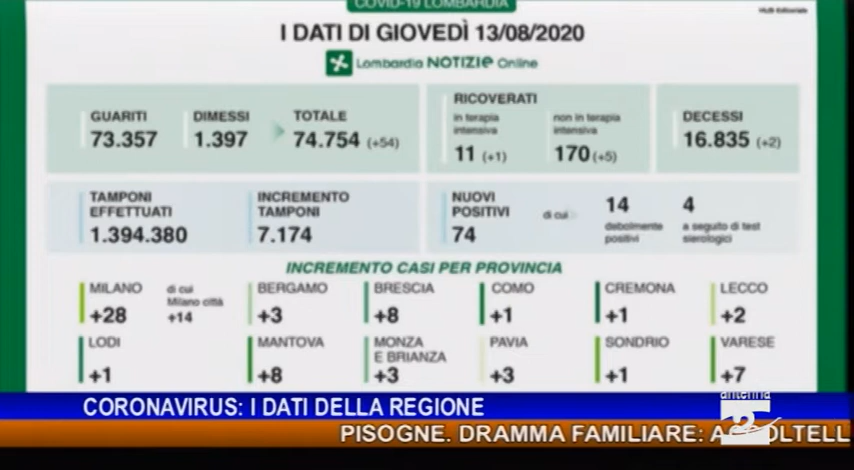 COVID-19 LOMBARDIA
I DATI DI GIOVEDÌ 13/08/2020
Lombardia NOTIZIE Online
GUARITI
73.357
DIMESSI
1.397
TOTALE
74.754 (+54)
RICOVERATI
in terapia
intensiva
11 (+1)
non in terapia
intensiva
170 (+5)
DECESSI
16.835 (+2)
TAMPONI
EFFETTUATI
1.394.380
INCREMENTO
TAMPONI
7.174
NUOVI
POSITIVI
74
di cui
14
debolmente
positivi
4
a seguito di test
sierologici
INCREMENTO CASI PER PROVINCIA
MILANO
+28
di cui
Milano città
+14
BERGAMO
+3
BRESCIA
+8
COMO
+1
CREMONA
+1
LECCO
+2
LODI
+1
MANTOVA
+8
MONZA
E BRIANZA
+3
PAVIA
+3
SONDRIO
+1
VARESE
+7
CORONAVIRUS: I DATI DELLA REGIONE
antenna
2
PISOGNE. DRAMMA FAMILIARE: